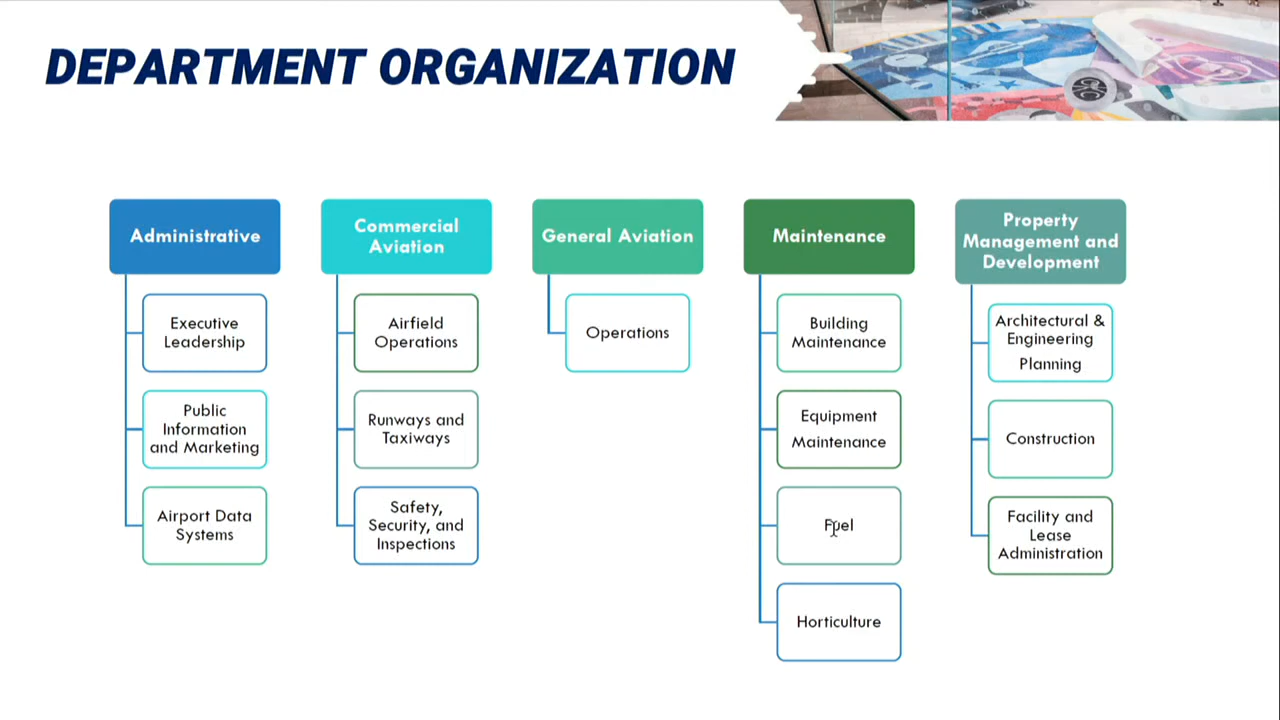 DEPARTMENT ORGANIZATION
CKC
Administrative
Executive
Leadership
Public
Information
and Marketing
Airport Data
Systems
Commercial
Aviation
Airfield
Operations
Runways and
Taxiways
Safety,
Security, and
Inspections
General Aviation
Operations
Maintenance
Building
Maintenance
Equipment
Maintenance
Fuel
Horticulture
Property
Management and
Development
Architectural &
Engineering
Planning
Construction
Facility and
Lease
Administration